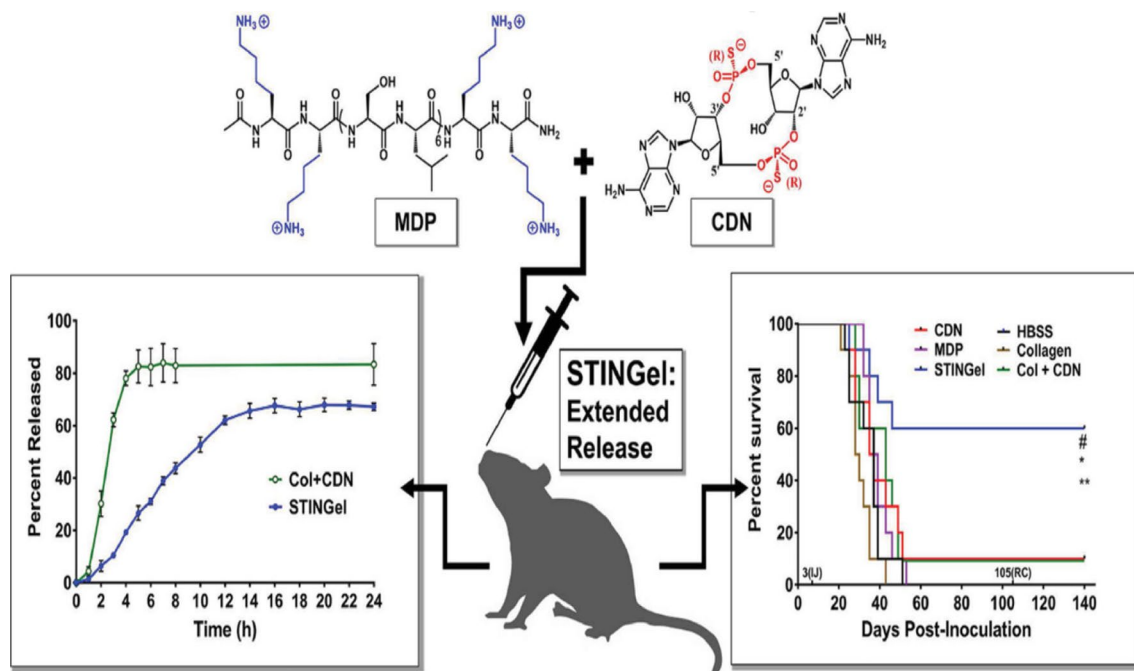 NH₃⊕
NH₃⊕
OH
O
H
N
O
H
N
O
H
N
O
NH₂
N
H
O
N
H
O
6
N
H
O
N
H
⊕NH₃
⊕NH₃
MDP
+
(R) S⊖
O=P
O
O
5'
O
3'
HO
2'
HO
O
5'
O
P
O
O
S⊖ (R)
N
N
N
N
NH₂
N
N
N
N
H₂N
CDN
STINGel:
Extended
Release
100
80
60
40
20
0
Percent Released
Col+CDN
STINGel
0 2 4 6 8 10 12 14 16 18 20 22 24
Time (h)
100
80
60
40
20
0
Percent survival
CDN HBSS
MDP Collagen
STINGel Col + CDN
#
*
**
3(IJ) 105(RC)
0 20 40 60 80 100 120 140
Days Post-Inoculation